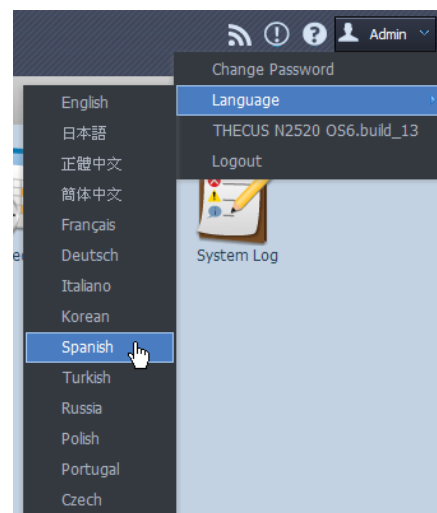 Admin
Change Password
Language
THECUS N2520 OS6.build_13
Logout
English
日本語
正體中文
簡体中文
Français
Deutsch
Italiano
Korean
Spanish
Turkish
Russia
Polish
Portugal
Czech
System Log